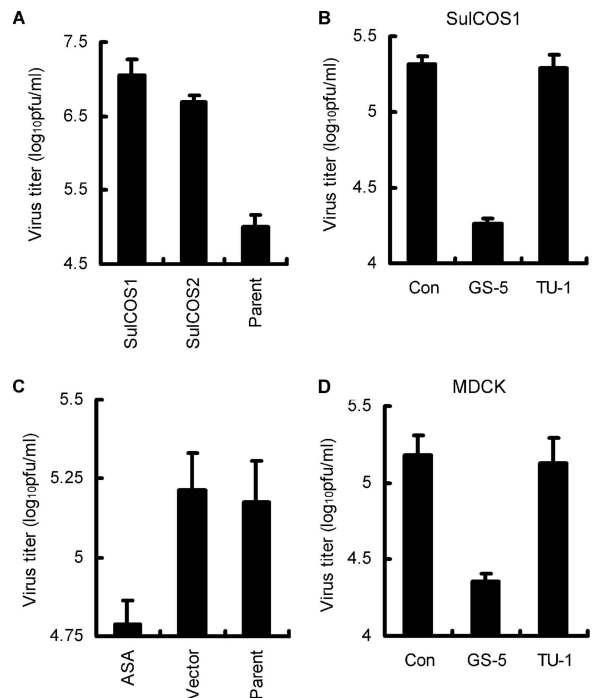 A
Virus titer (log10pfu/ml)
7.5
6.5
5.5
4.5
SulCOS1
SulCOS2
Parent
B
SulCOS1
Virus titer (log10pfu/ml)
5.5
5
4.5
4
Con GS-5 TU-1
C
Virus titer (log10pfu/ml)
5.5
5.25
5
4.75
ASA
Vector
Parent
D
MDCK
Virus titer (log10pfu/ml)
5.5
5
4.5
4
Con GS-5 TU-1